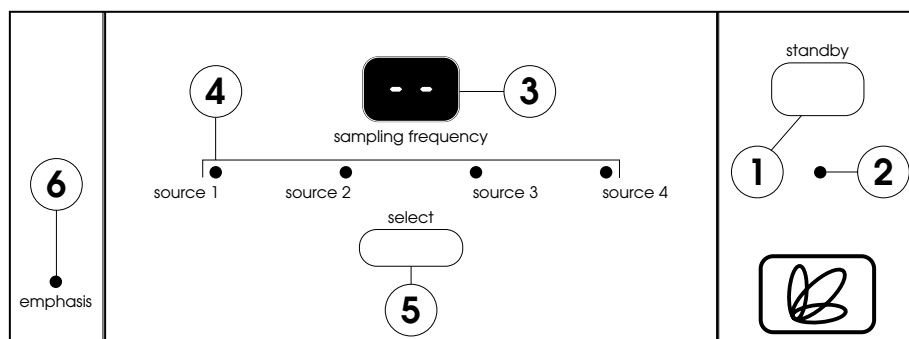 standby
4
- -
3
sampling frequency
6
1
2
source 1
source 2
source 3
source 4
select
emphasis
5